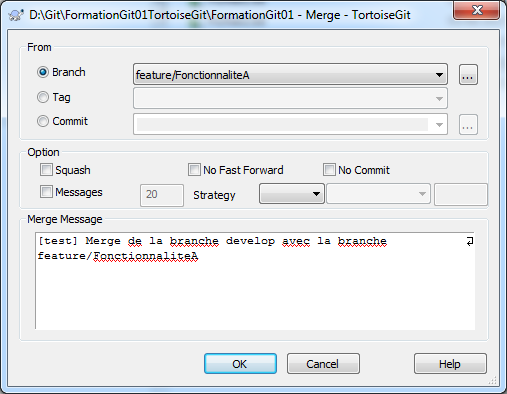 D:\Git\FormationGit01TortoiseGit\FormationGit01 - Merge - TortoiseGit
From
Branch
feature/FonctionnaliteA
...
Tag
Commit
...
Option
Squash
No Fast Forward
No Commit
Messages
20
Strategy
Merge Message
[test] Merge de la branche develop avec la branche
feature/FonctionnaliteA
OK
Cancel
Help